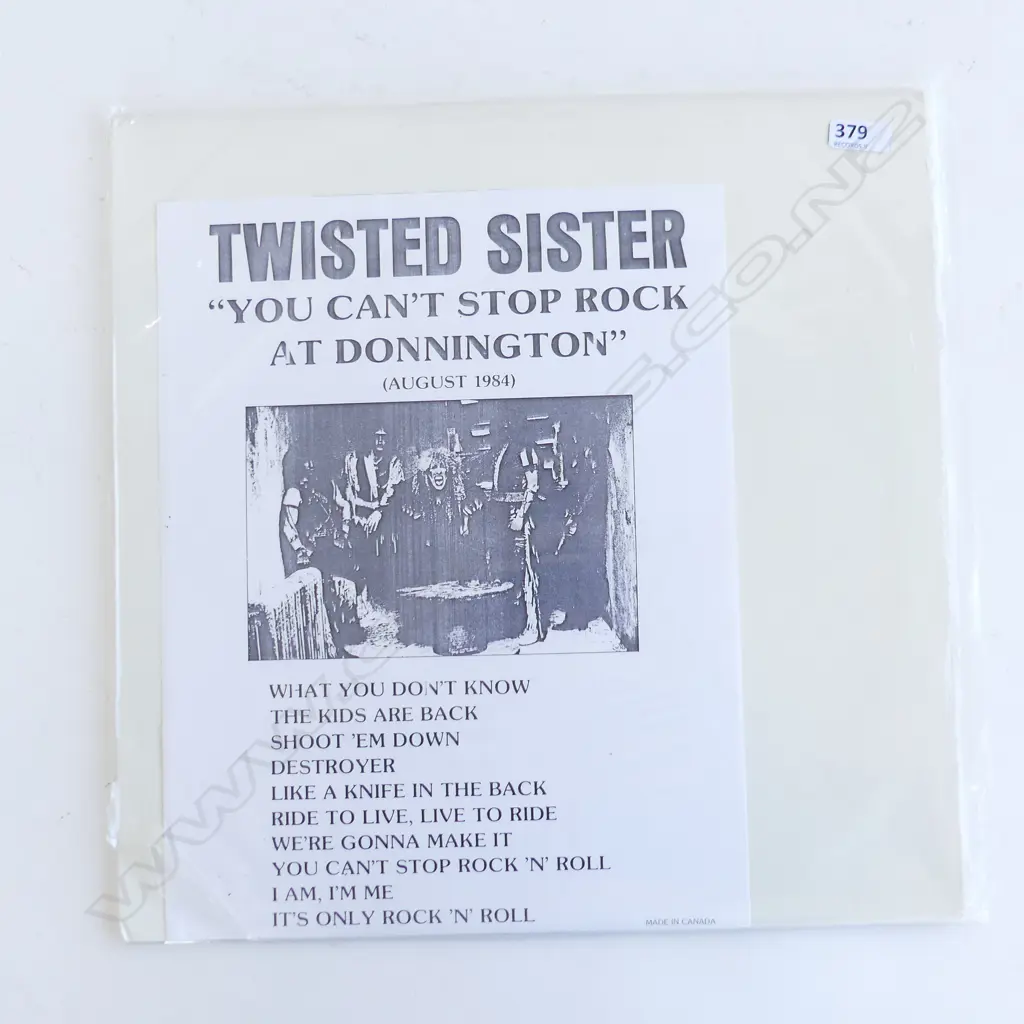 379
TWISTED SISTER
“YOU CAN'T STOP ROCK
AT DONNINGTON”
(AUGUST 1984)
WHAT YOU DON'T KNOW
THE KIDS ARE BACK
SHOOT 'EM DOWN
DESTROYER
LIKE A KNIFE IN THE BACK
RIDE TO LIVE, LIVE TO RIDE
WE'RE GONNA MAKE IT
YOU CAN'T STOP ROCK 'N' ROLL
I AM, I'M ME
IT'S ONLY ROCK 'N' ROLL
MADE IN CANADA